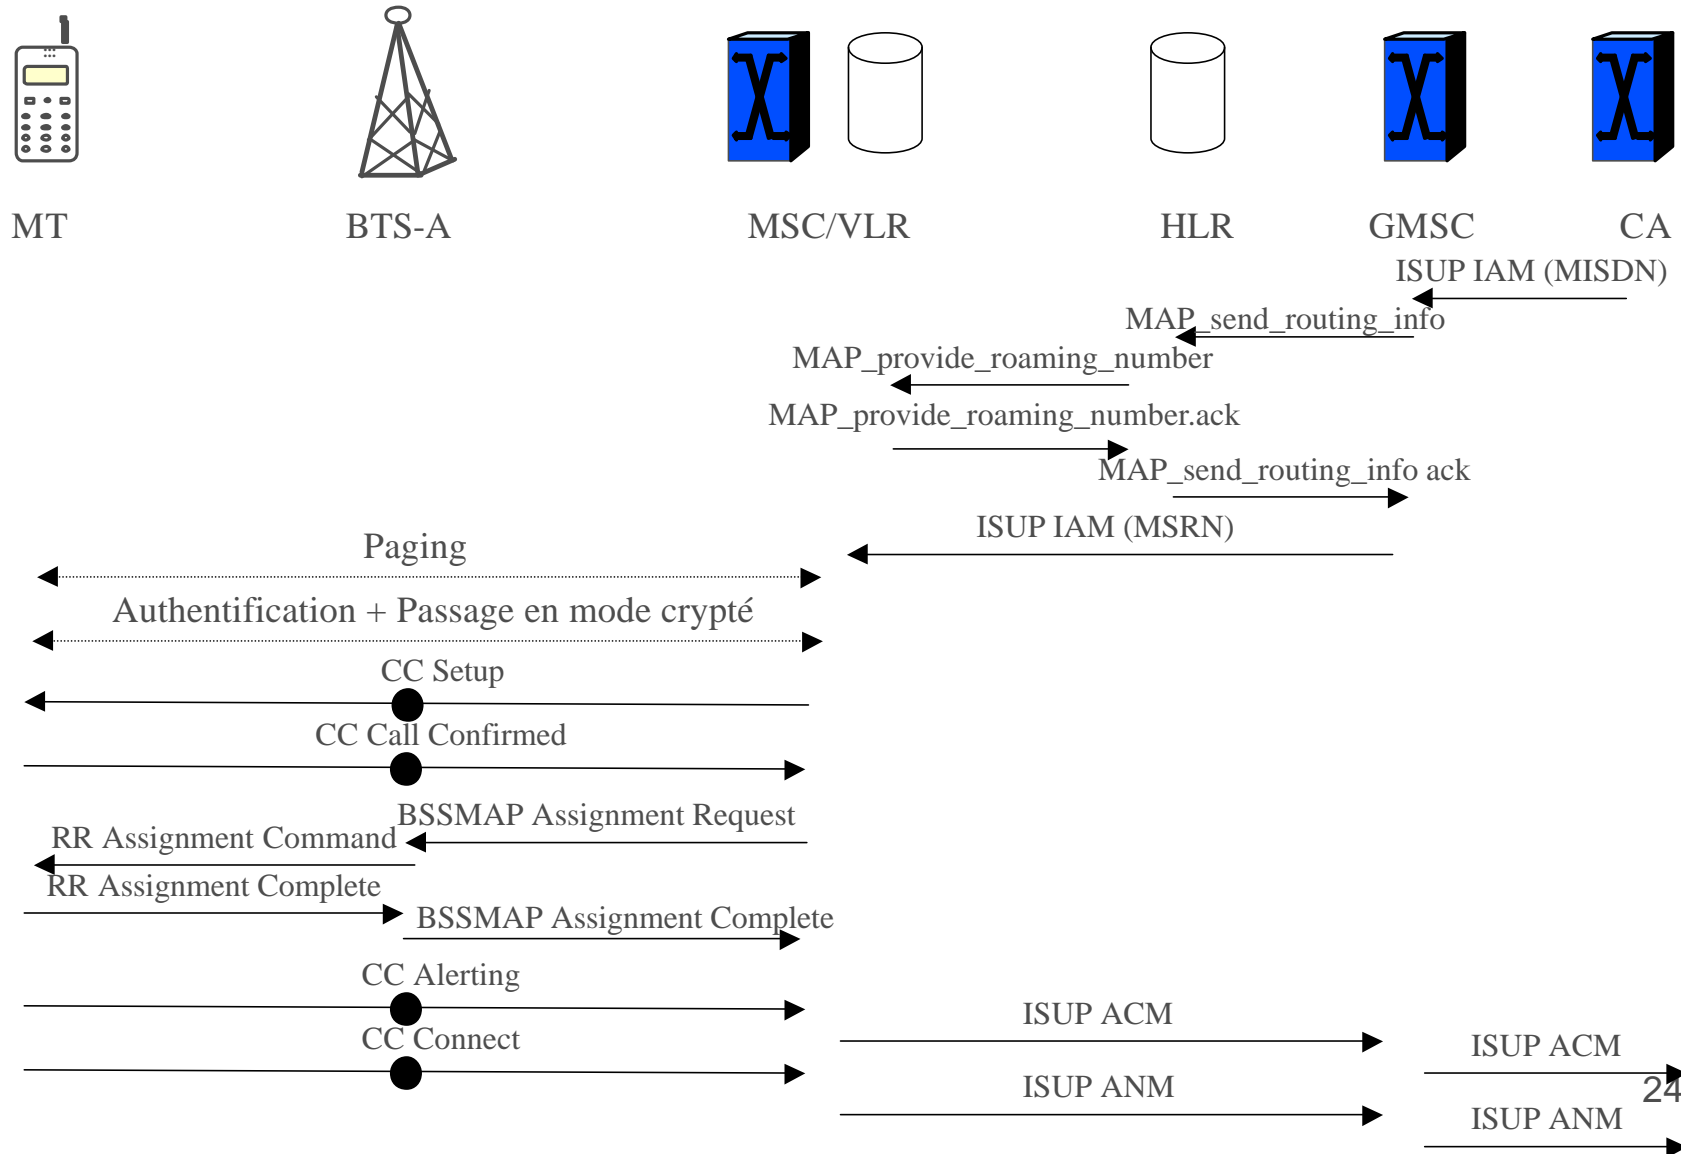 MT
BTS-A
MSC/VLR
HLR
GMSC
CA
ISUP IAM (MISDN)
MAP_send_routing_info
MAP_provide_roaming_number
MAP_provide_roaming_number.ack
MAP_send_routing_info ack
ISUP IAM (MSRN)
Paging
Authentification + Passage en mode crypté
CC Setup
CC Call Confirmed
BSSMAP Assignment Request
RR Assignment Command
RR Assignment Complete
BSSMAP Assignment Complete
CC Alerting
ISUP ACM
CC Connect
ISUP ACM
ISUP ANM
24
ISUP ANM